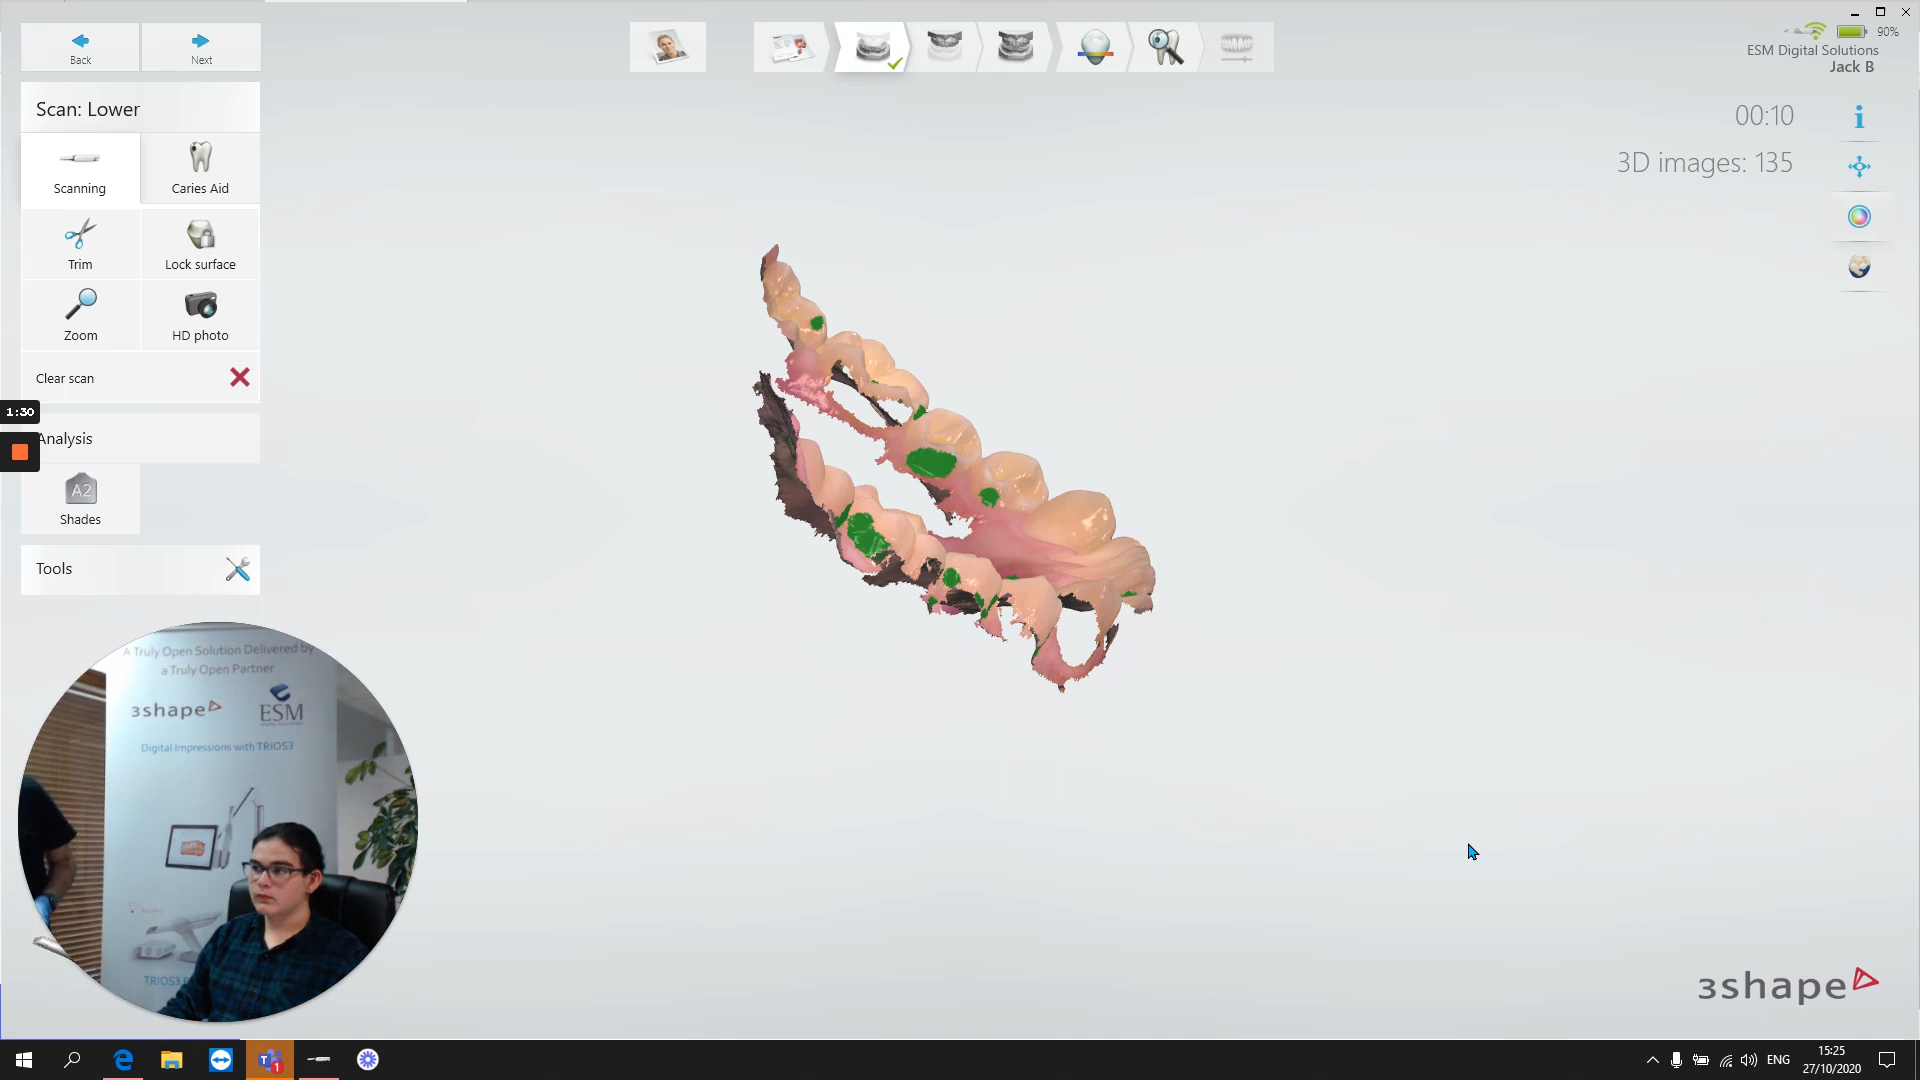 Back
Next
90%
ESM Digital Solutions
Jack B
Scan: Lower
00:10
3D images: 135
Scanning
Caries Aid
Trim
Lock surface
Zoom
HD photo
Clear scan
1:30
Analysis
A2
Shades
Tools
A Truly Open Solution Delivered by
a Truly Open Partner
3shape
ESM
Digital Impressions with TRIOS3
TRIOS3
3shape
T 1
ENG
15:25
27/10/2020